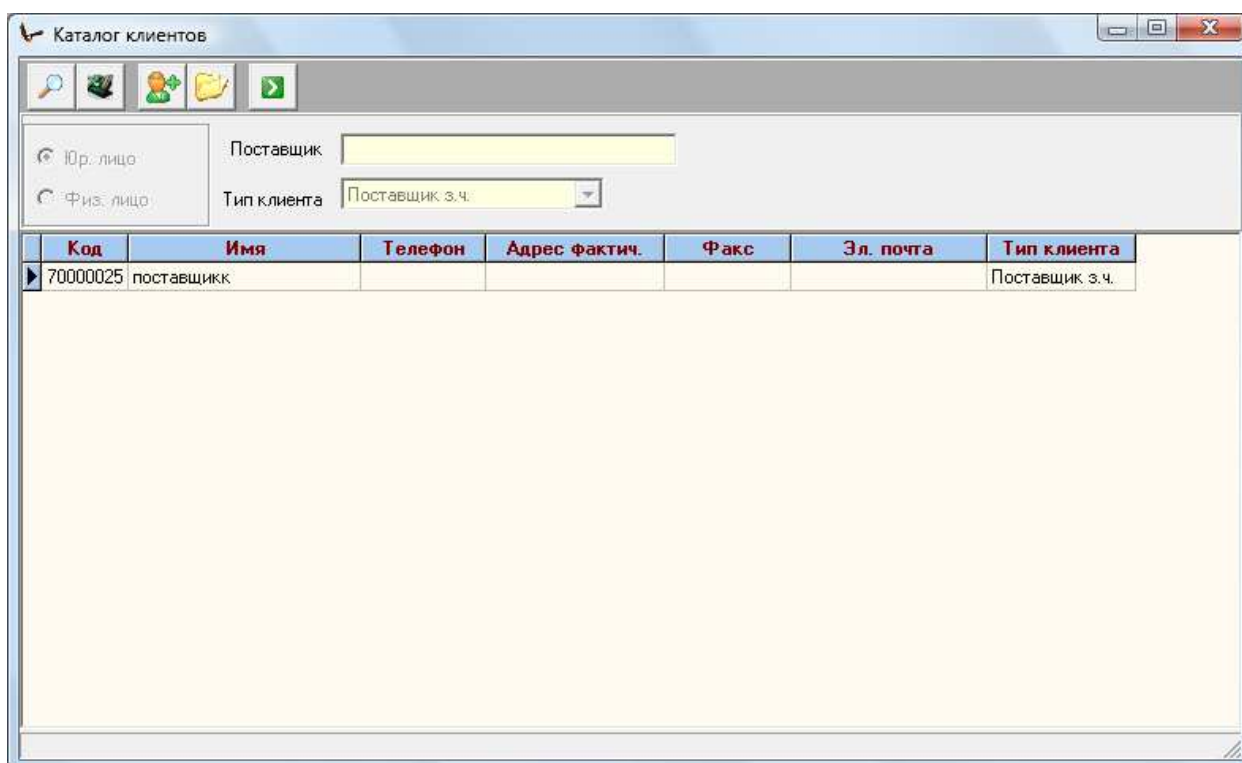 Каталог клиентов
Юр. лицо
Поставщик
Физ. лицо
Тип клиента Поставщик з.ч.
Код Имя Телефон Адрес фактич. Факс Эл. почта Тип клиента
70000025 поставщикк Поставщик з.ч.